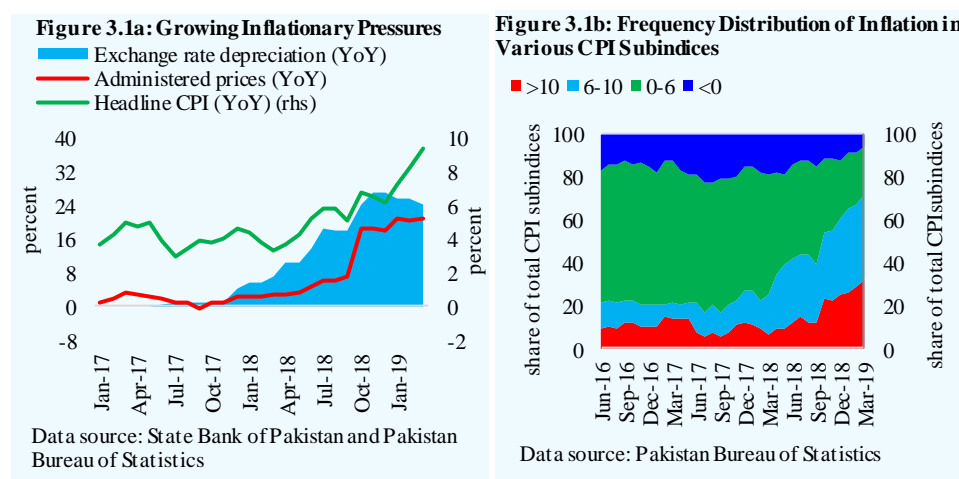 Figure 3.1a: Growing Inflationary Pressures
Exchange rate depreciation (YoY)
Administered prices (YoY)
Headline CPI (YoY) (rhs)
40
32
24
16
8
0
-8
percent
10
8
6
4
2
0
-2
percent
Jan-17
Apr-17
Jul-17
Oct-17
Jan-18
Apr-18
Jul-18
Oct-18
Jan-19
Data source: State Bank of Pakistan and Pakistan
Bureau of Statistics
Figure 3.1b: Frequency Distribution of Inflation in
Various CPI Subindices
>10 6-10 0-6 <0
100
80
60
40
20
0
share of total CPI subindices
100
80
60
40
20
0
share of total CPI subindices
Jun-16
Sep-16
Dec-16
Mar-17
Jun-17
Sep-17
Dec-17
Mar-18
Jun-18
Sep-18
Dec-18
Mar-19
Data source: Pakistan Bureau of Statistics